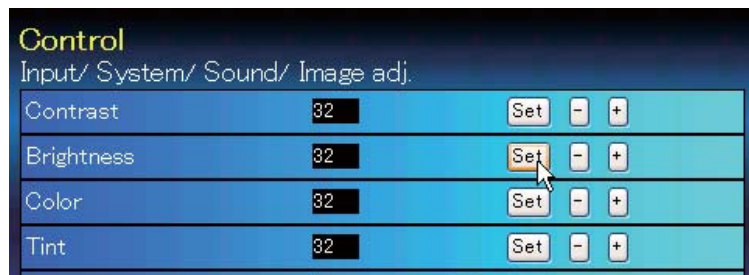 Control
Input/ System/ Sound/ Image adj.
Contrast 32 Set - +
Brightness 32 Set - +
Color 32 Set - +
Tint 32 Set - +